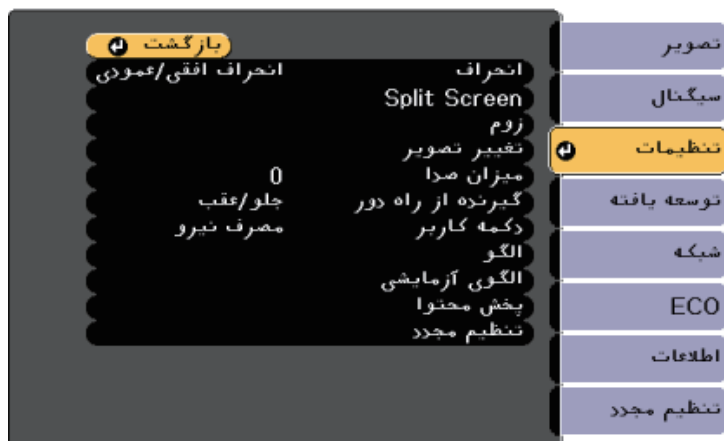 تصویر
سیگنال
تنظیمات
توسعه یافته
شبکه
ECO
اطلاعات
تنظیم مجدد
بازگشت
انحراف انحراف افقی/عمودی
Split Screen
زوم
تغییر تصویر
میزان صدا 0
گیرنده از راه دور جلو/عقب
دکمه کاربر مصرف نیرو
الگو
الگوی آزمایشی
پخش محتوا
تنظیم مجدد